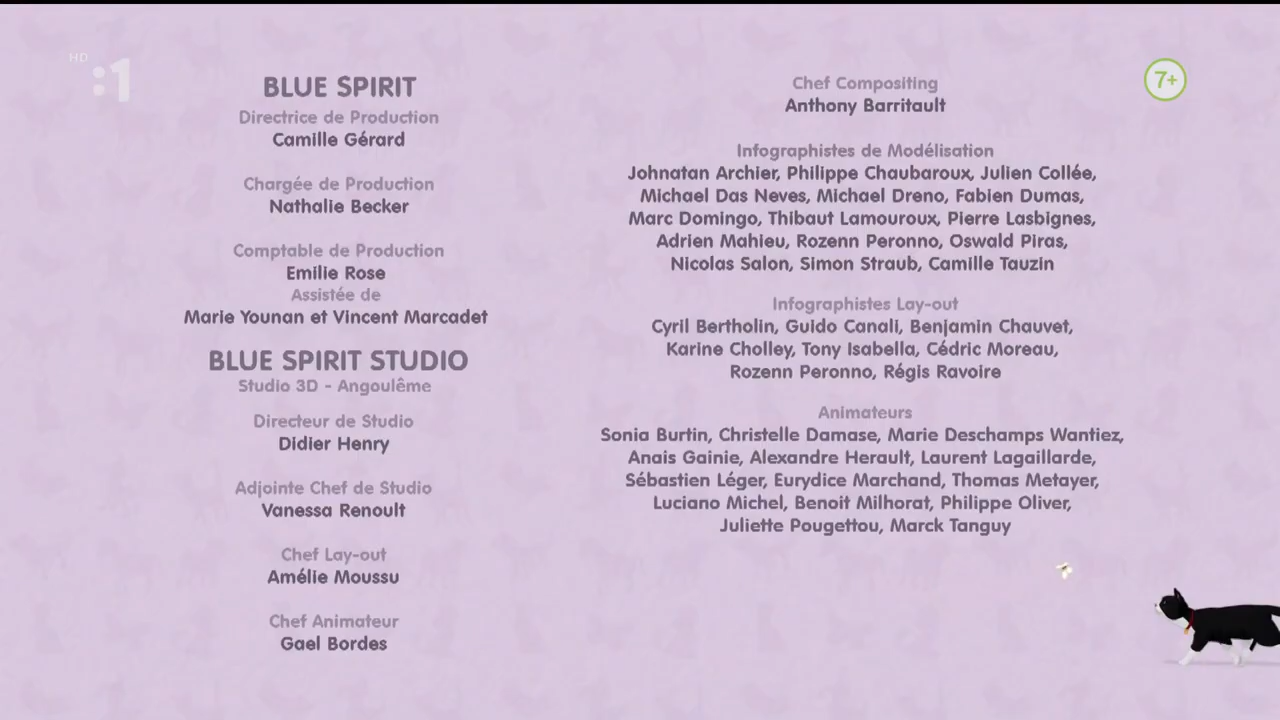 HD
:1
7+
BLUE SPIRIT
Directrice de Production
Camille Gérard
Chargée de Production
Nathalie Becker
Comptable de Production
Emilie Rose
Assistée de
Marie Younan et Vincent Marcadet
BLUE SPIRIT STUDIO
Studio 3D - Angoulême
Directeur de Studio
Didier Henry
Adjointe Chef de Studio
Vanessa Renoult
Chef Lay-out
Amélie Moussu
Chef Animateur
Gael Bordes
Chef Compositing
Anthony Barritault
Infographistes de Modélisation
Johnatan Archier, Philippe Chaubaroux, Julien Collée,
Michael Das Neves, Michael Dreno, Fabien Dumas,
Marc Domingo, Thibaut Lamouroux, Pierre Lasbignes,
Adrien Mahieu, Rozenn Peronno, Oswald Piras,
Nicolas Salon, Simon Straub, Camille Tauzin
Infographistes Lay-out
Cyril Bertholin, Guido Canali, Benjamin Chauvet,
Karine Cholley, Tony Isabella, Cédric Moreau,
Rozenn Peronno, Régis Ravoire
Animateurs
Sonia Burtin, Christelle Damase, Marie Deschamps Wantiez,
Anais Gainie, Alexandre Herault, Laurent Lagaillarde,
Sébastien Léger, Eurydice Marchand, Thomas Metayer,
Luciano Michel, Benoit Milhorat, Philippe Oliver,
Juliette Pougettou, Marck Tanguy